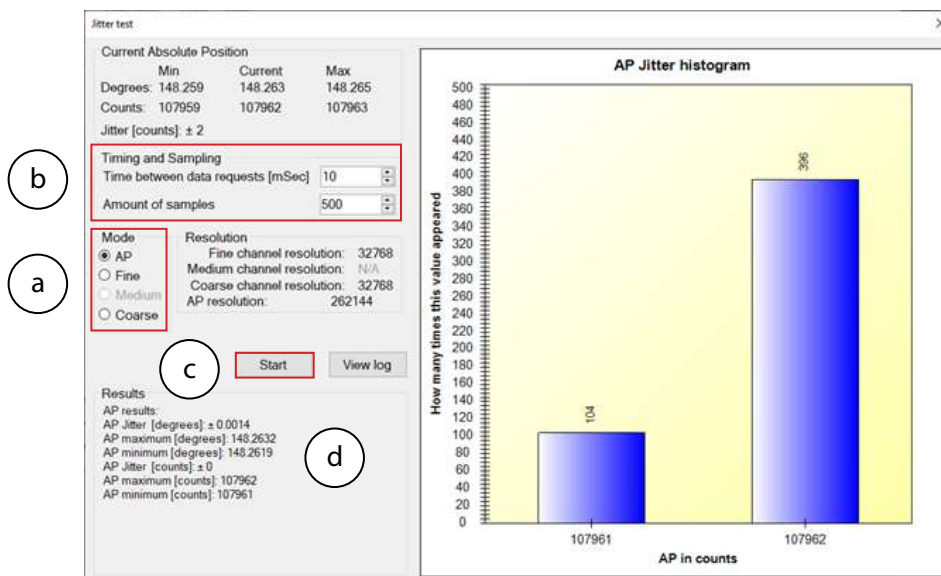 Jitter test
Current Absolute Position
Min Current Max
Degrees: 148.259 148.263 148.265
Counts: 107959 107962 107963
Jitter [counts]: ± 2
b
Timing and Sampling
Time between data requests [mSec] 10
Amount of samples 500
a
Mode
AP
Fine
Medium
Coarse
Resolution
Fine channel resolution: 32768
Medium channel resolution: N/A
Coarse channel resolution: 32768
AP resolution: 262144
c
Start
View log
Results
AP results:
AP Jitter [degrees]: ± 0.0014
AP maximum [degrees]: 148.2632
AP minimum [degrees]: 148.2619
AP Jitter [counts]: ± 0
AP maximum [counts]: 107962
AP minimum [counts]: 107961
d
AP Jitter histogram
How many times this value appeared
500
480
460
440
420
400
380
360
340
320
300
280
260
240
220
200
180
160
140
120
100
80
60
40
20
0
104
396
107961 107962
AP in counts